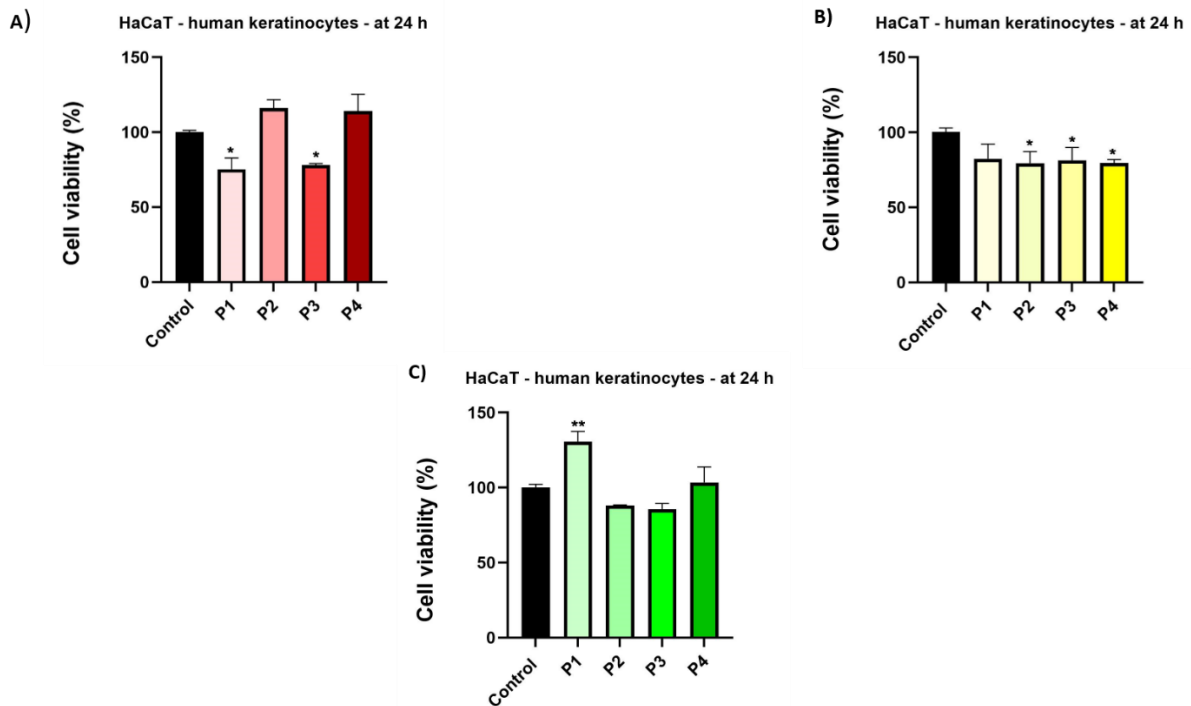 A)
HaCaT - human keratinocytes - at 24 h
Cell viability (%)
150
100
50
0
*
*
Control
P1
P2
P3
P4
B)
HaCaT - human keratinocytes - at 24 h
Cell viability (%)
150
100
50
0
*
*
*
Control
P1
P2
P3
P4
C)
HaCaT - human keratinocytes - at 24 h
Cell viability (%)
150
100
50
0
**
Control
P1
P2
P3
P4